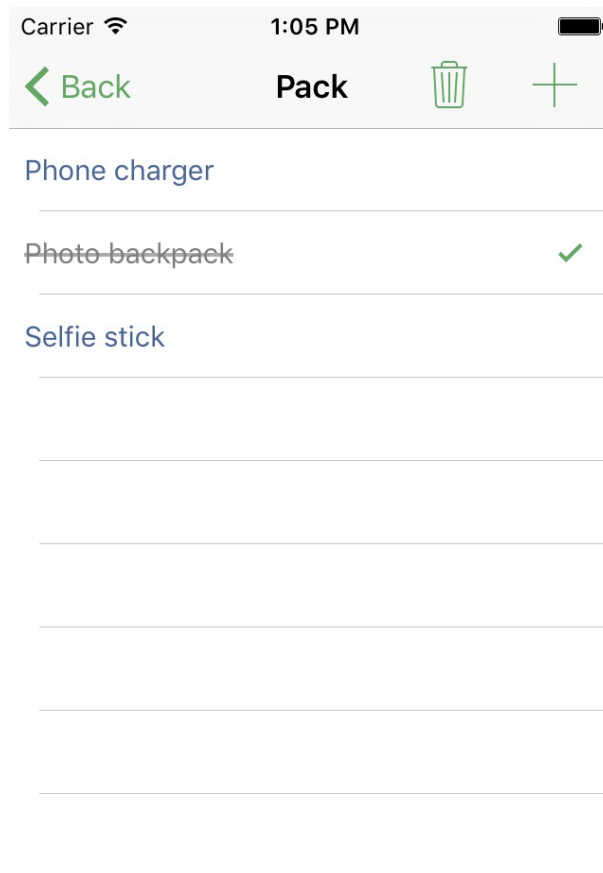 Carrier 1:05 PM
Back Pack
Phone charger
Photo backpack
Selfie stick